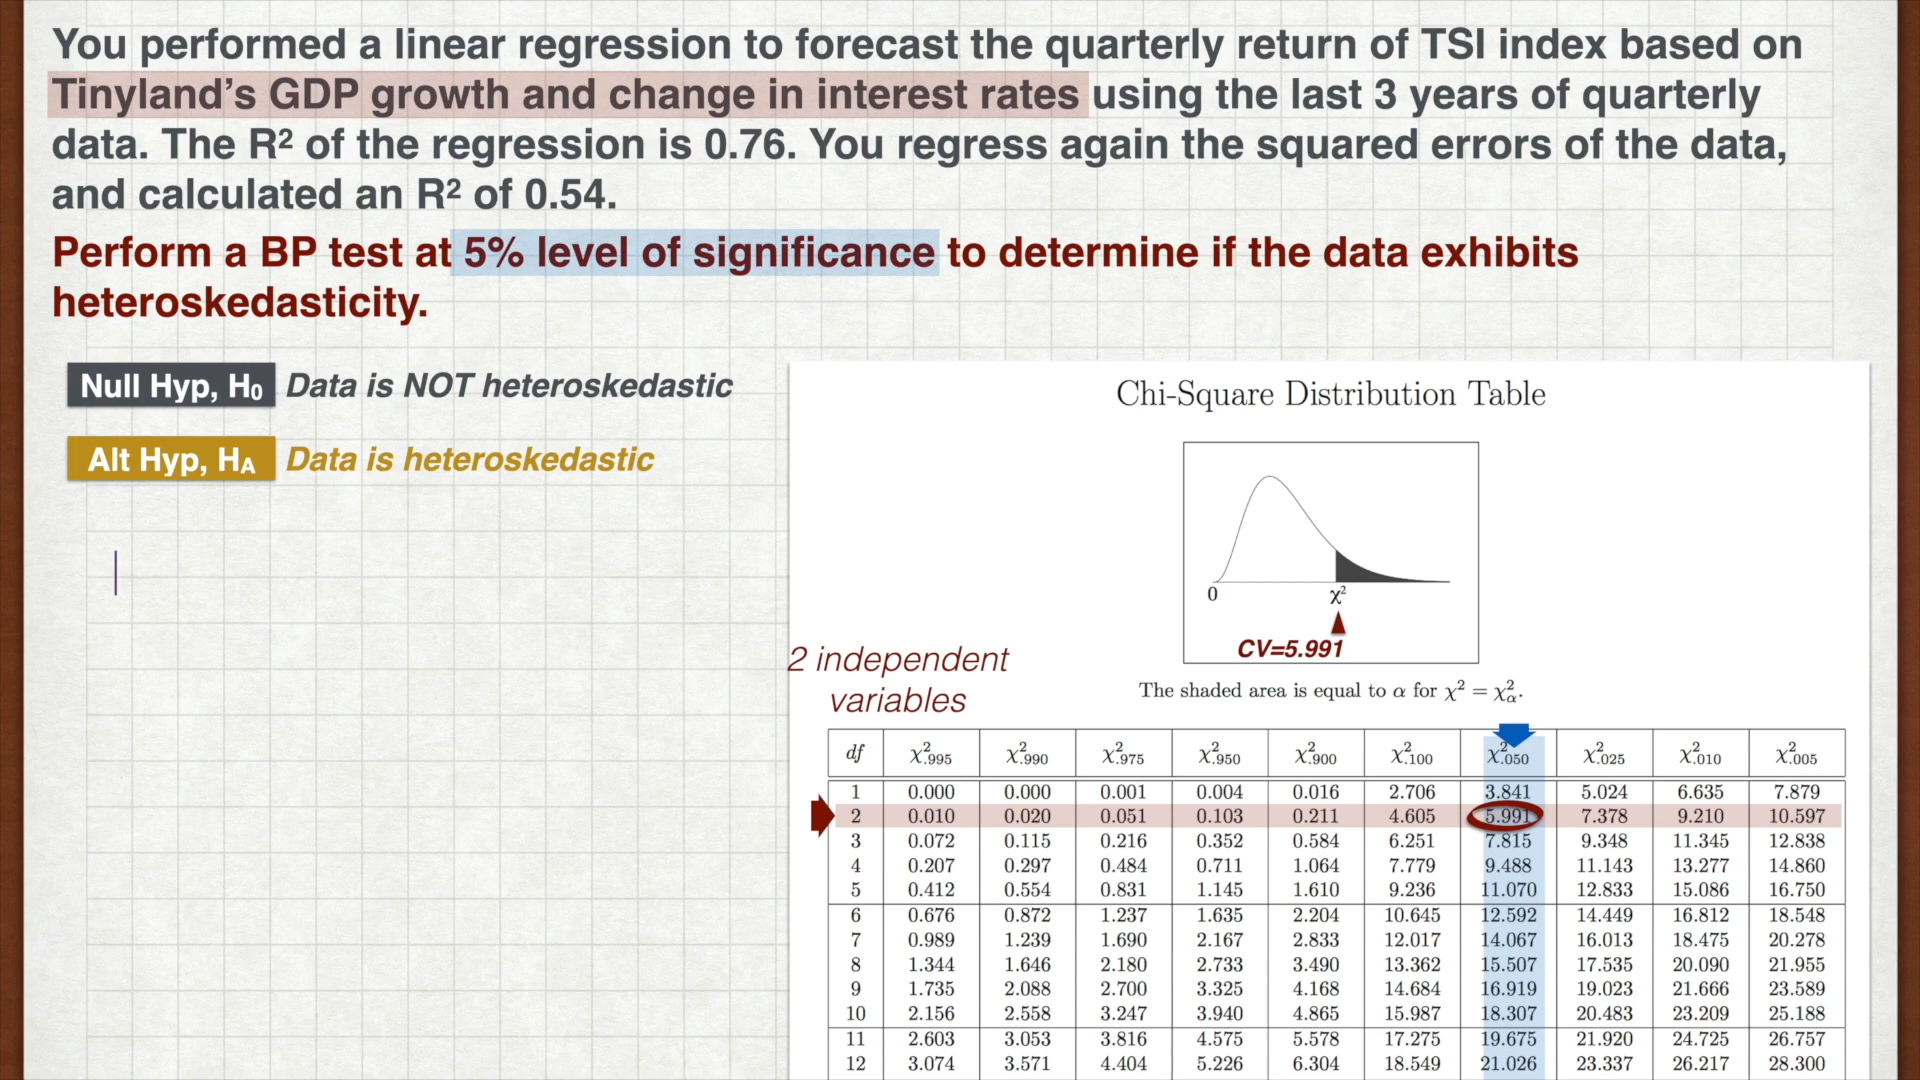 You performed a linear regression to forecast the quarterly return of TSI index based on
Tinyland’s GDP growth and change in interest rates using the last 3 years of quarterly
data. The R² of the regression is 0.76. You regress again the squared errors of the data,
and calculated an R² of 0.54.
Perform a BP test at 5% level of significance to determine if the data exhibits
heteroskedasticity.
Null Hyp, H₀ Data is NOT heteroskedastic
Alt Hyp, Hₐ Data is heteroskedastic
Chi-Square Distribution Table
0 χ²
CV=5.991
2 independent
variables
The shaded area is equal to α for χ² = χ²α.
df χ².995 χ².990 χ².975 χ².950 χ².900 χ².100 χ².050 χ².025 χ².010 χ².005
1 0.000 0.000 0.001 0.004 0.016 2.706 3.841 5.024 6.635 7.879
2 0.010 0.020 0.051 0.103 0.211 4.605 5.991 7.378 9.210 10.597
3 0.072 0.115 0.216 0.352 0.584 6.251 7.815 9.348 11.345 12.838
4 0.207 0.297 0.484 0.711 1.064 7.779 9.488 11.143 13.277 14.860
5 0.412 0.554 0.831 1.145 1.610 9.236 11.070 12.833 15.086 16.750
6 0.676 0.872 1.237 1.635 2.204 10.645 12.592 14.449 16.812 18.548
7 0.989 1.239 1.690 2.167 2.833 12.017 14.067 16.013 18.475 20.278
8 1.344 1.646 2.180 2.733 3.490 13.362 15.507 17.535 20.090 21.955
9 1.735 2.088 2.700 3.325 4.168 14.684 16.919 19.023 21.666 23.589
10 2.156 2.558 3.247 3.940 4.865 15.987 18.307 20.483 23.209 25.188
11 2.603 3.053 3.816 4.575 5.578 17.275 19.675 21.920 24.725 26.757
12 3.074 3.571 4.404 5.226 6.304 18.549 21.026 23.337 26.217 28.300